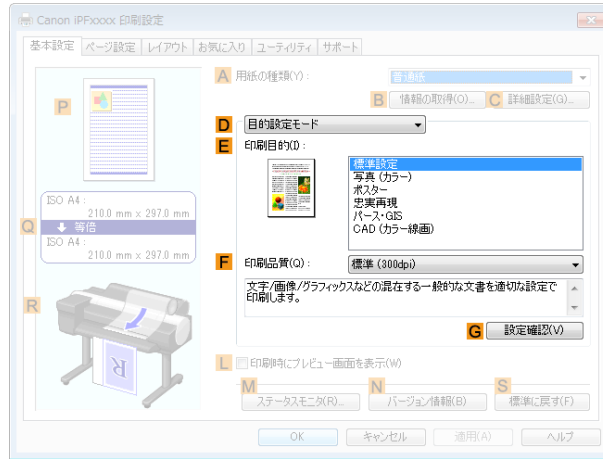 Canon iPFxxxx 印刷設定
基本設定 ページ設定 レイアウト お気に入り ユーティリティ サポート
A 用紙の種類(Y): 普通紙
B 情報の取得(O)... C 詳細設定(G)...
P
D 目的設定モード
E 印刷目的(I):
標準設定
写真 (カラー)
ポスター
忠実再現
パース・GIS
CAD (カラー線画)
ISO A4 :
210.0 mm x 297.0 mm
Q 等倍
ISO A4 :
210.0 mm x 297.0 mm
F 印刷品質(Q): 標準 (300dpi)
文字/画像/グラフィックスなどの混在する一般的な文書を適切な設定で
印刷します。
R
G 設定確認(V)
R
L 印刷時にプレビュー画面を表示(W)
M N S
ステータスモニタ(R)... バージョン情報(B) 標準に戻す(F)
OK キャンセル 適用(A) ヘルプ